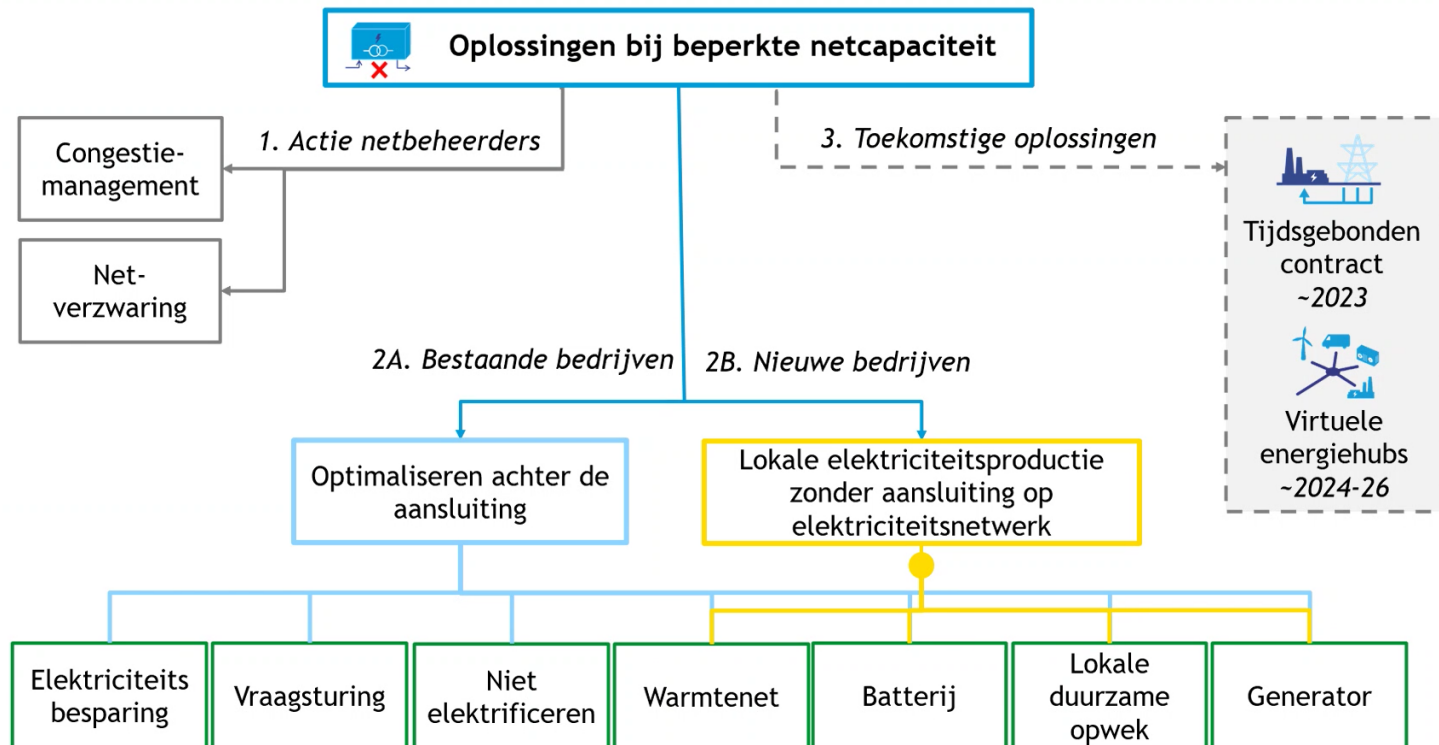 Oplossingen bij beperkte netcapaciteit
1. Actie netbeheerders
Congestie-
management
Net-
verzwaring
3. Toekomstige oplossingen
Tijdsgebonden
contract
~2023
Virtuele
energiehubs
~2024-26
2A. Bestaande bedrijven
2B. Nieuwe bedrijven
Optimaliseren achter de
aansluiting
Lokale elektriciteitsproductie
zonder aansluiting op
elektriciteitsnetwerk
Elektriciteits
besparing
Vraagsturing
Niet
elektrificeren
Warmtenet
Batterij
Lokale
duurzame
opwek
Generator